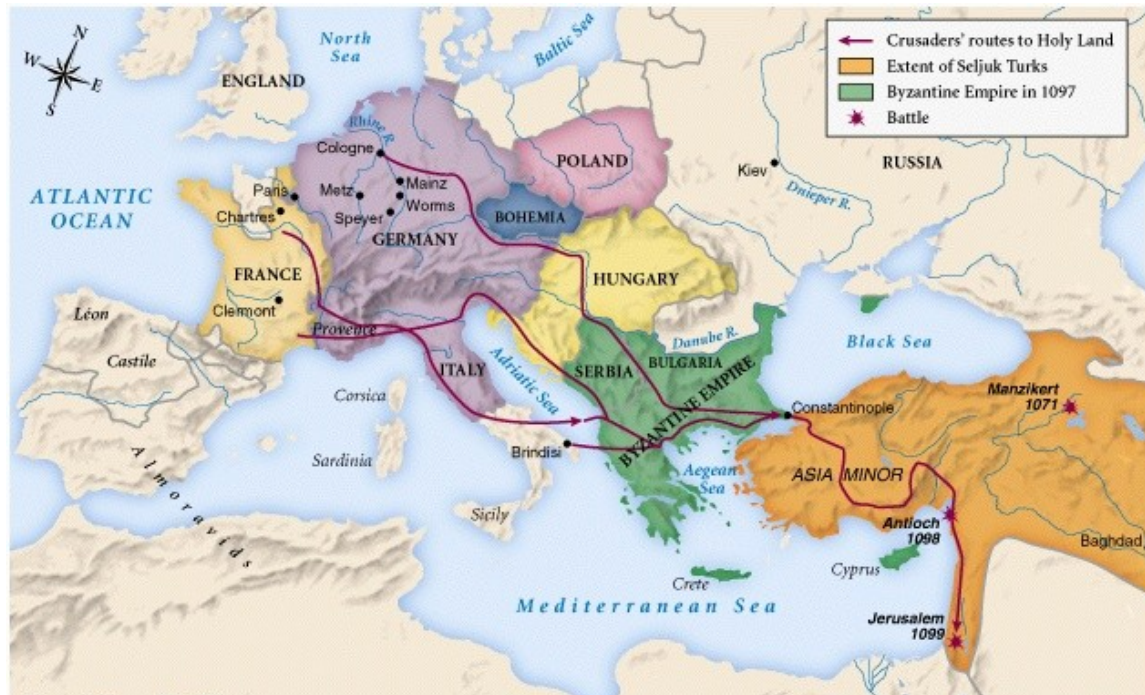 N
W
E
S
North
Sea
Baltic Sea
ENGLAND
Crusaders' routes to Holy Land
Extent of Seljuk Turks
Byzantine Empire in 1097
Battle
Rhine R.
Cologne
POLAND
Kiev
RUSSIA
Dnieper R.
ATLANTIC
OCEAN
Paris
Metz
Mainz
Worms
Chartres
Speyer
BOHEMIA
GERMANY
FRANCE
HUNGARY
Clermont
Léon
Provence
Danube R.
Black Sea
Castile
ITALY
Adriatic Sea
SERBIA
BULGARIA
BYZANTINE EMPIRE
Corsica
Manzikert
1071
Constantinople
Sardinia
Brindisi
Aegean
Sea
ASIA MINOR
Almoravids
Sicily
Antioch
1098
Baghdad
Crete
Cyprus
Mediterranean Sea
Jerusalem
1099